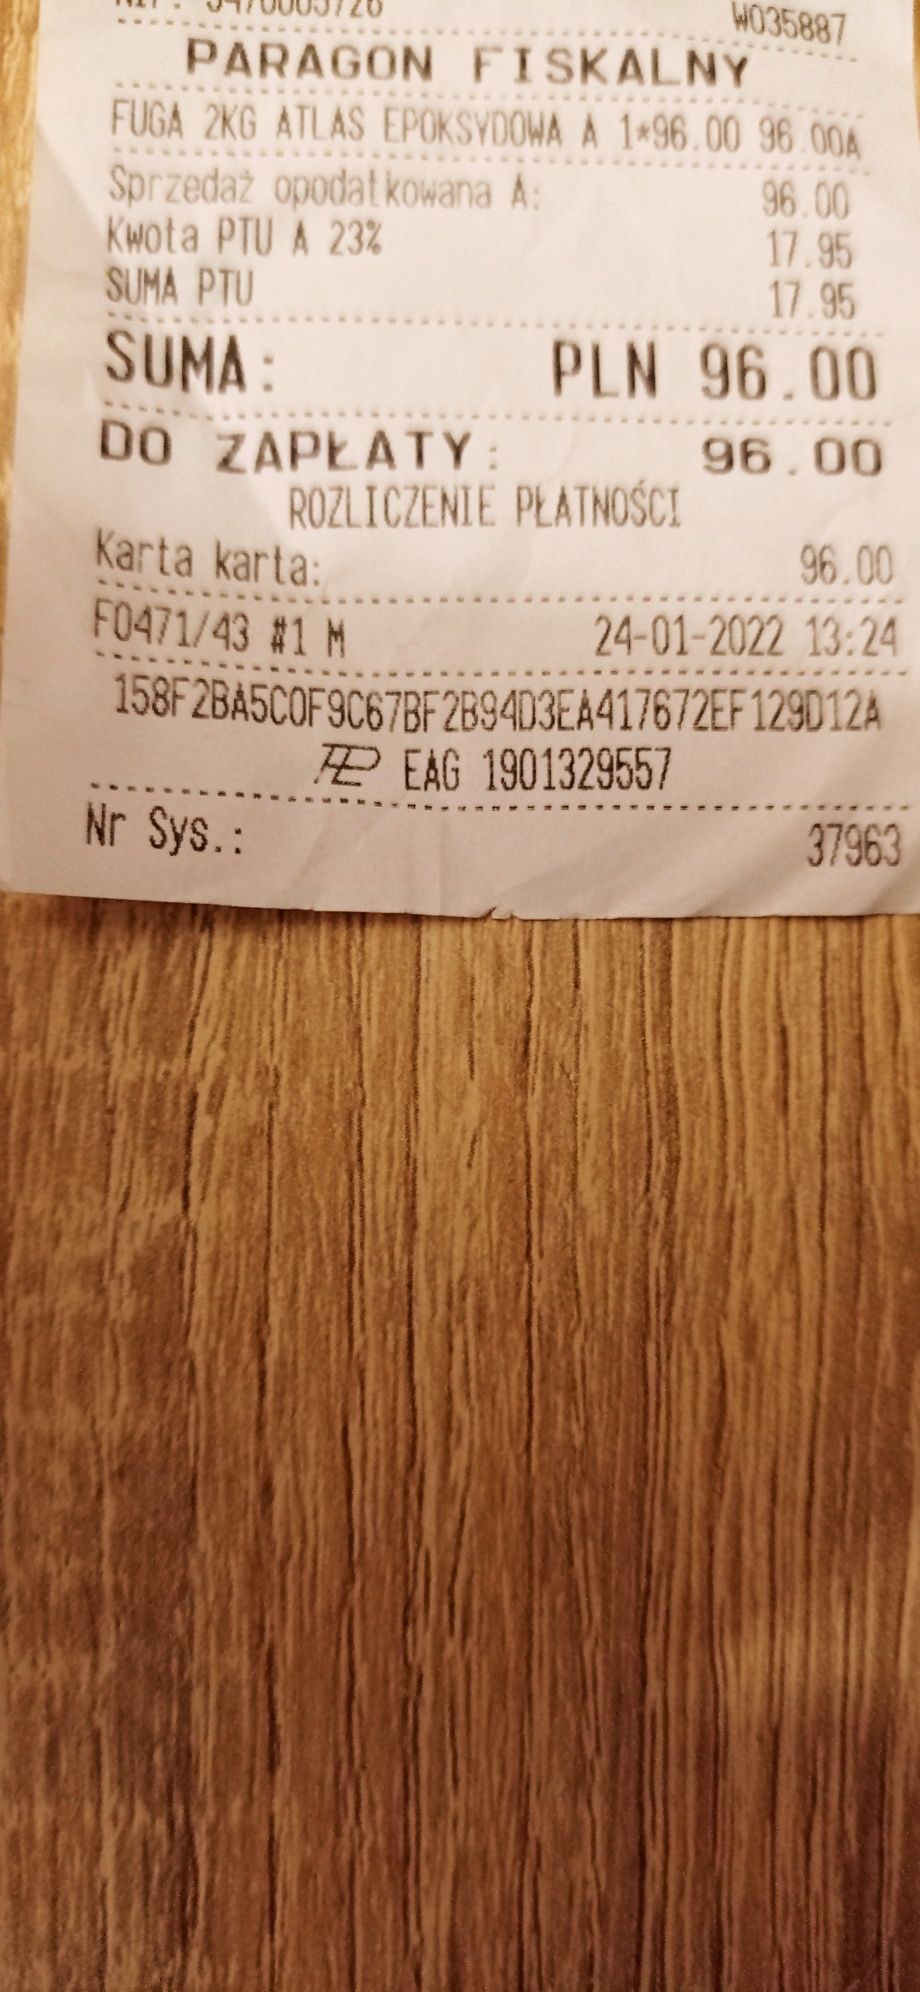 W035887
PARAGON FISKALNY
FUGA 2KG ATLAS EPOKSYDOWA A 1*96.00 96.00A
Sprzedaż opodatkowana A: 96.00
Kwota PTU A 23% 17.95
SUMA PTU 17.95
SUMA: PLN 96.00
DO ZAPŁATY: 96.00
ROZLICZENIE PŁATNOŚCI
Karta karta: 96.00
F0471/43 #1 M 24-01-2022 13:24
158F2BA5C0F9C67BF2B94D3EA417672EF129D12A
EAG 1901329557
Nr Sys.: 37963